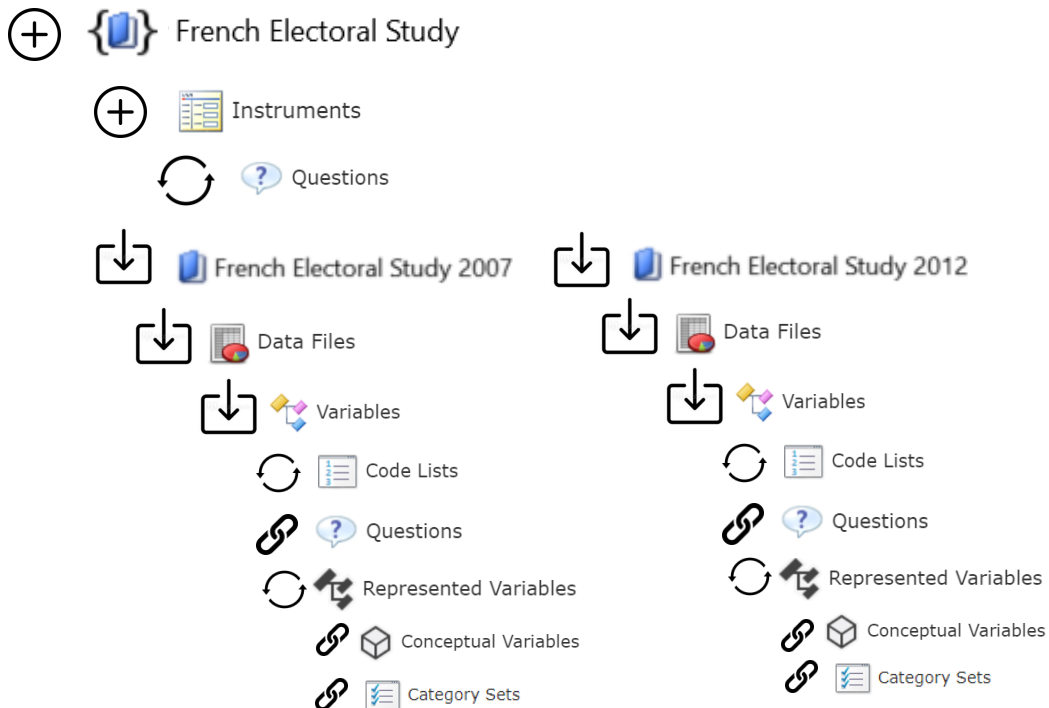 French Electoral Study
Instruments
Questions
French Electoral Study 2007
Data Files
Variables
Code Lists
Questions
Represented Variables
Conceptual Variables
Category Sets
French Electoral Study 2012
Data Files
Variables
Code Lists
Questions
Represented Variables
Conceptual Variables
Category Sets